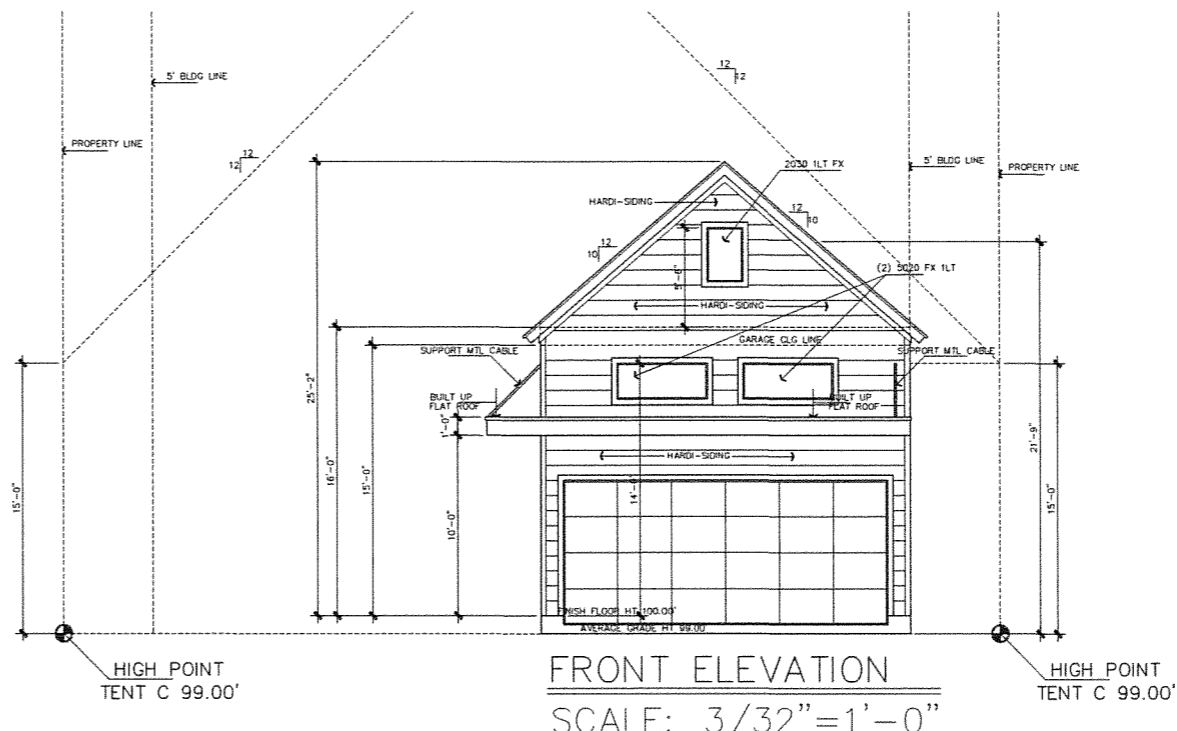 12
12
5' BLDG LINE
PROPERTY LINE
12
12
5' BLDG LINE
PROPERTY LINE
2030 1LT FX
HARDI-SIDING
12
10
12
10
(2) 5020 FX 1LT
HARDI-SIDING
GARAGE CLG LINE
SUPPORT MTL CABLE
SUPPORT MTL CABLE
BUILT UP
FLAT ROOF
BUILT UP
FLAT ROOF
25'-2"
16'-0"
15'-0"
1'-0"
10'-0"
14'-0"
21'-9"
15'-0"
15'-0"
HARDI-SIDING
FINISH FLOOR HT 100.00'
AVERAGE GRADE HT 99.00
HIGH POINT
TENT C 99.00'
FRONT ELEVATION
SCALE: 3/32"=1'-0"
HIGH POINT
TENT C 99.00'